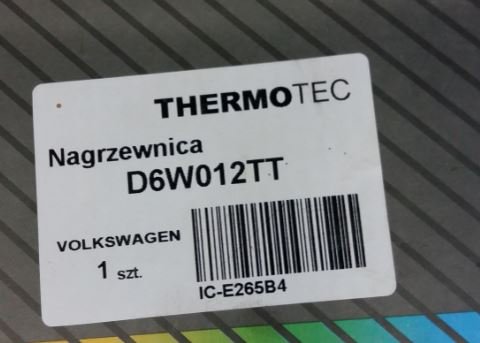 THERMOTEC
Nagrzewnica
D6W012TT
VOLKSWAGEN
1 szt.
IC-E265B4